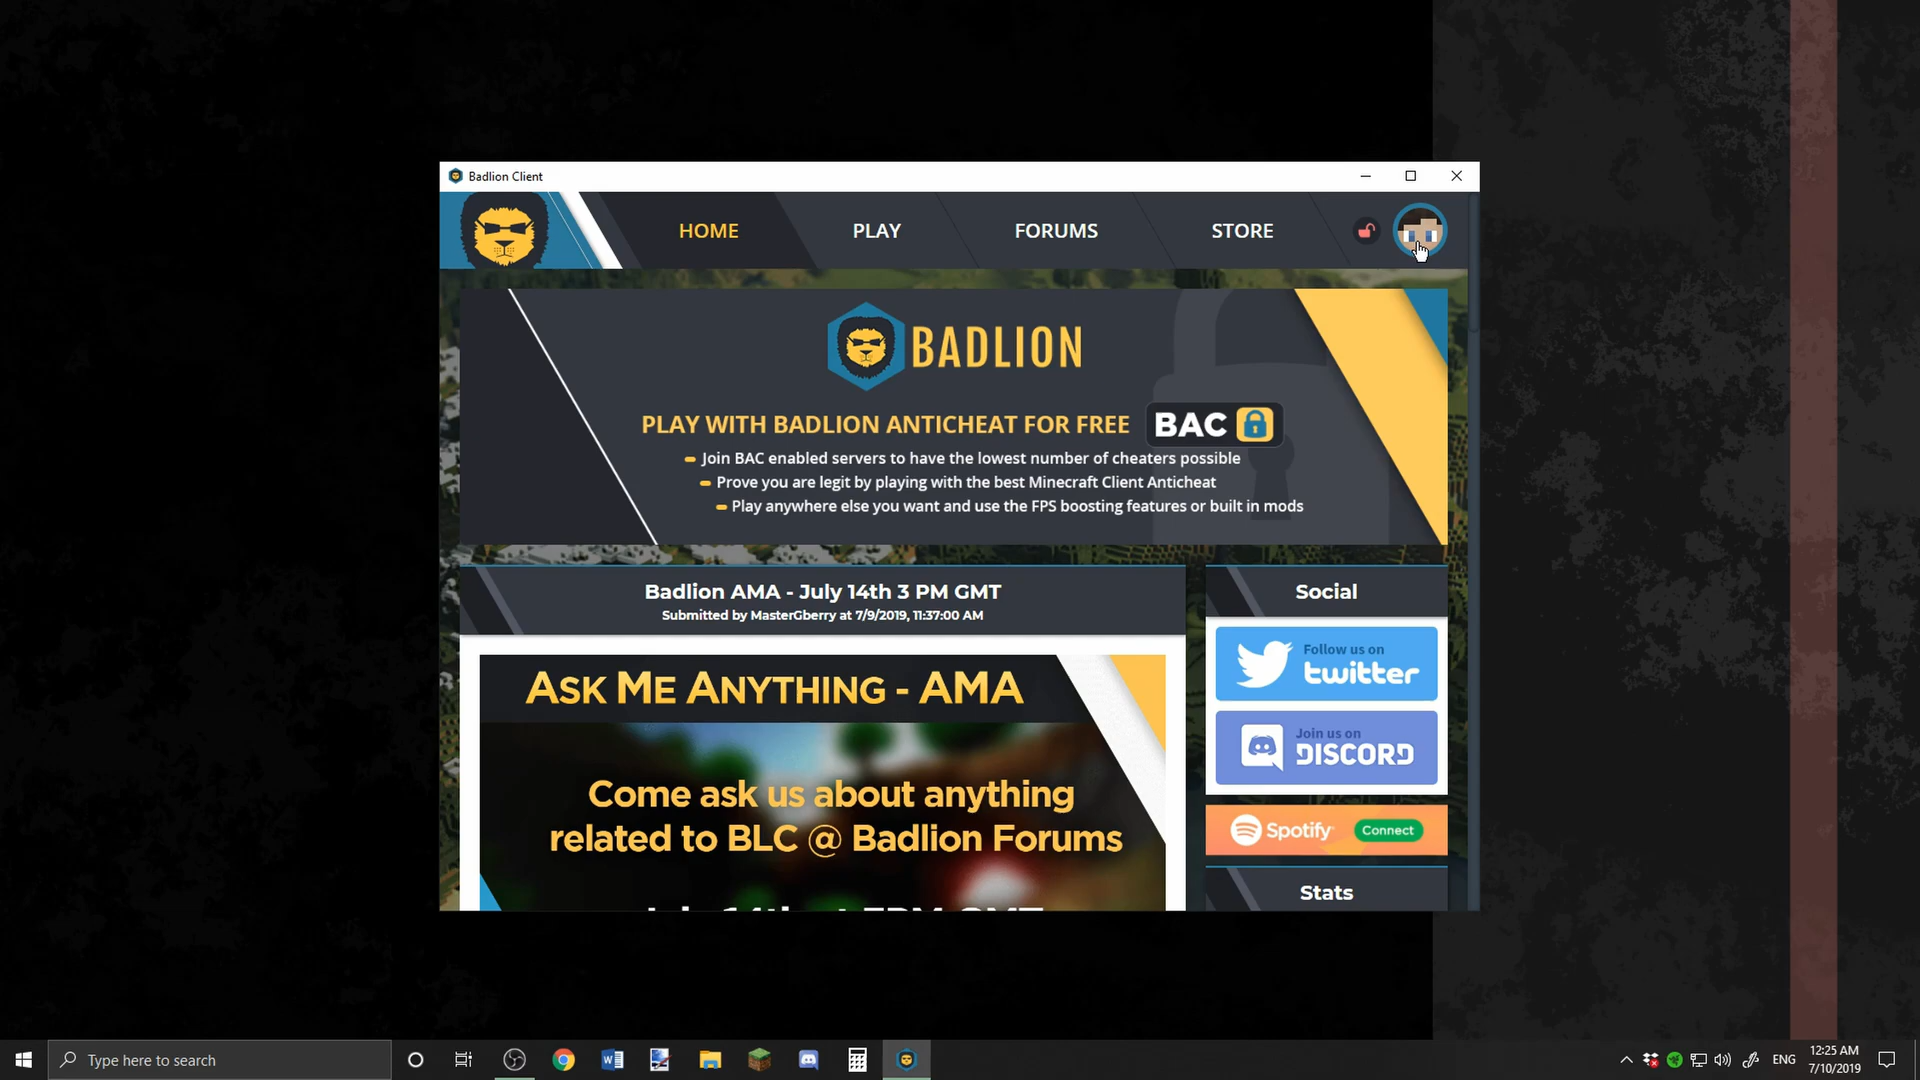 Badlion Client
HOME
PLAY
FORUMS
STORE
BADLION
PLAY WITH BADLION ANTICHEAT FOR FREE
BAC
Join BAC enabled servers to have the lowest number of cheaters possible
Prove you are legit by playing with the best Minecraft Client Anticheat
Play anywhere else you want and use the FPS boosting features or built in mods
Badlion AMA - July 14th 3 PM GMT
Submitted by MasterGberry at 7/9/2019, 11:37:00 AM
ASK ME ANYTHING - AMA
Come ask us about anything
related to BLC @ Badlion Forums
Social
Follow us on
twitter
Join us on
DISCORD
Spotify
Connect
Stats
Type here to search
ENG
12:25 AM
7/10/2019